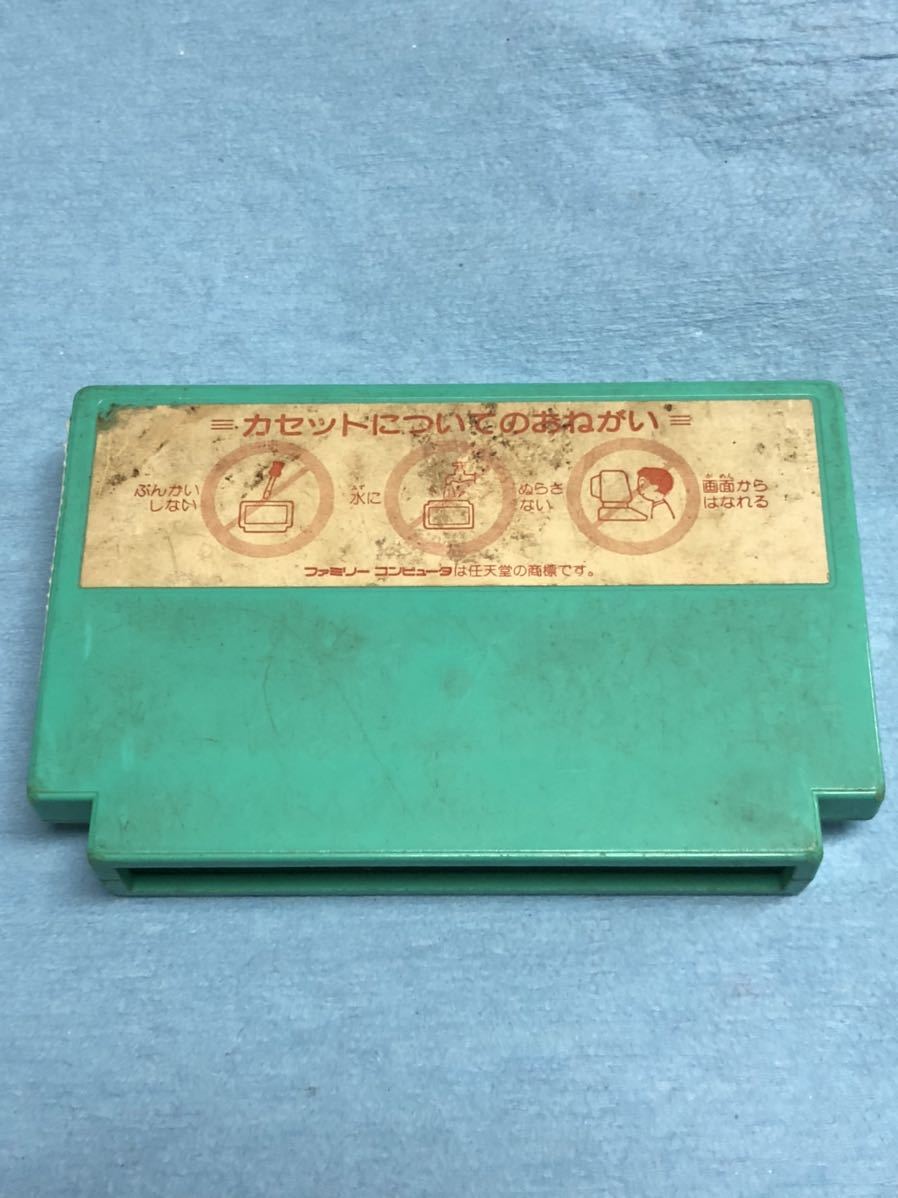 カセットについてのおねがい
ぶんかい
しない
水に
ぬらさ
ない
画面から
はなれる
ファミリー コンピュータは任天堂の商標です。